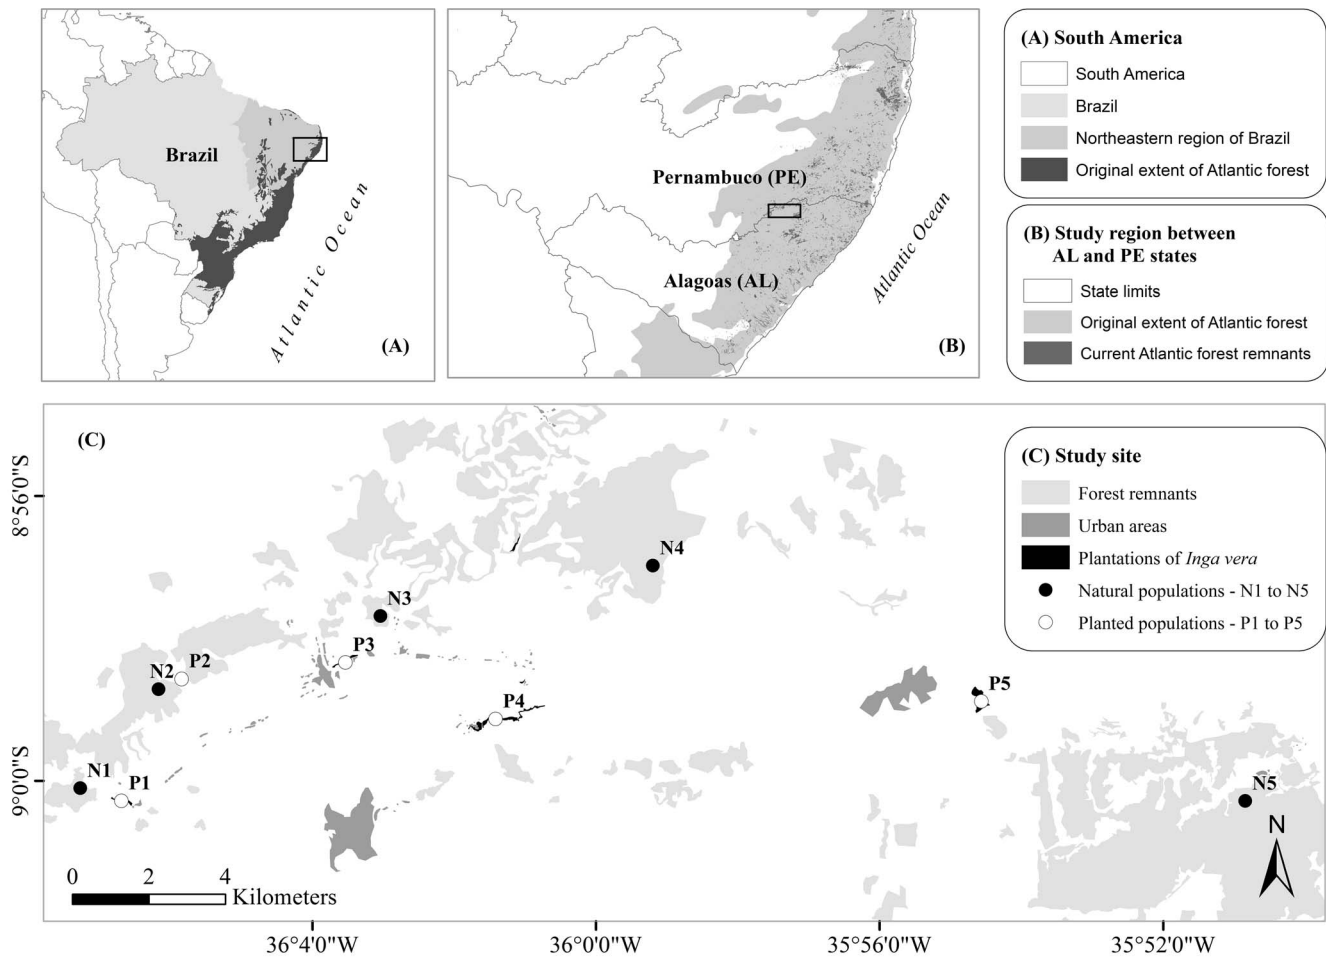 Brazil
Atlantic Ocean
(A)
Pernambuco (PE)
Alagoas (AL)
Atlantic Ocean
(B)
(A) South America
South America
Brazil
Northeastern region of Brazil
Original extent of Atlantic forest
(B) Study region between
AL and PE states
State limits
Original extent of Atlantic forest
Current Atlantic forest remnants
(C)
(C) Study site
Forest remnants
Urban areas
Plantations of Inga vera
Natural populations - N1 to N5
Planted populations - P1 to P5
8°56'0"S
9°0'0"S
N4
N3
P3
N2
P2
P4
P5
N1
P1
N5
N
0 2 4
Kilometers
36°4'0"W
36°0'0"W
35°56'0"W
35°52'0"W